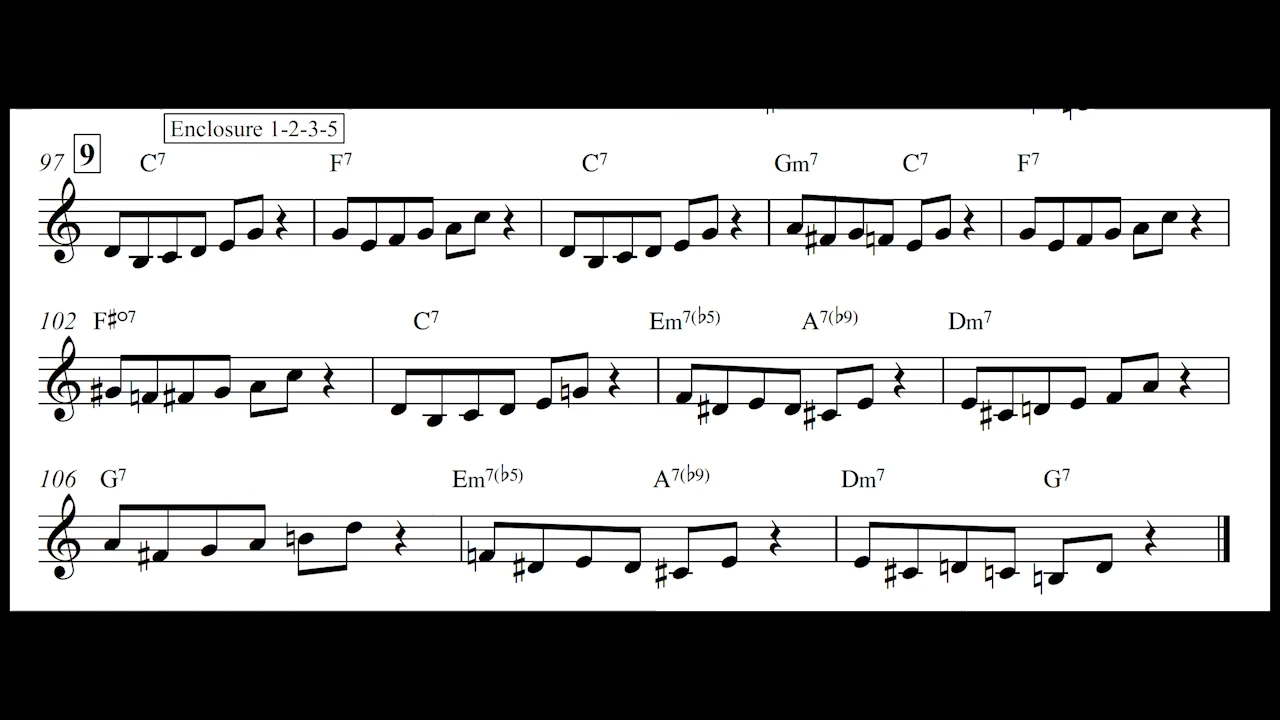 Enclosure 1-2-3-5
97 9 C7 F7 C7 Gm7 C7 F7
102 F#o7 C7 Em7(♭5) A7(♭9) Dm7
106 G7 Em7(♭5) A7(♭9) Dm7 G7